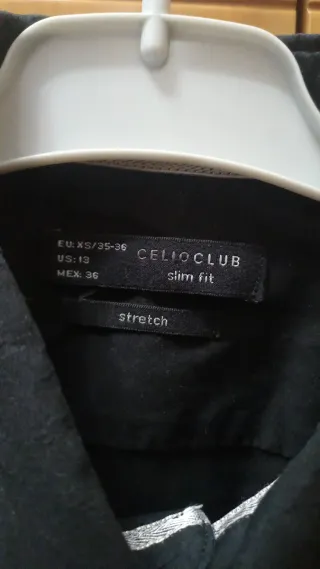 EU: XS/35-36
US: 13
MEX: 36
CELIOCLUB
slim fit
stretch